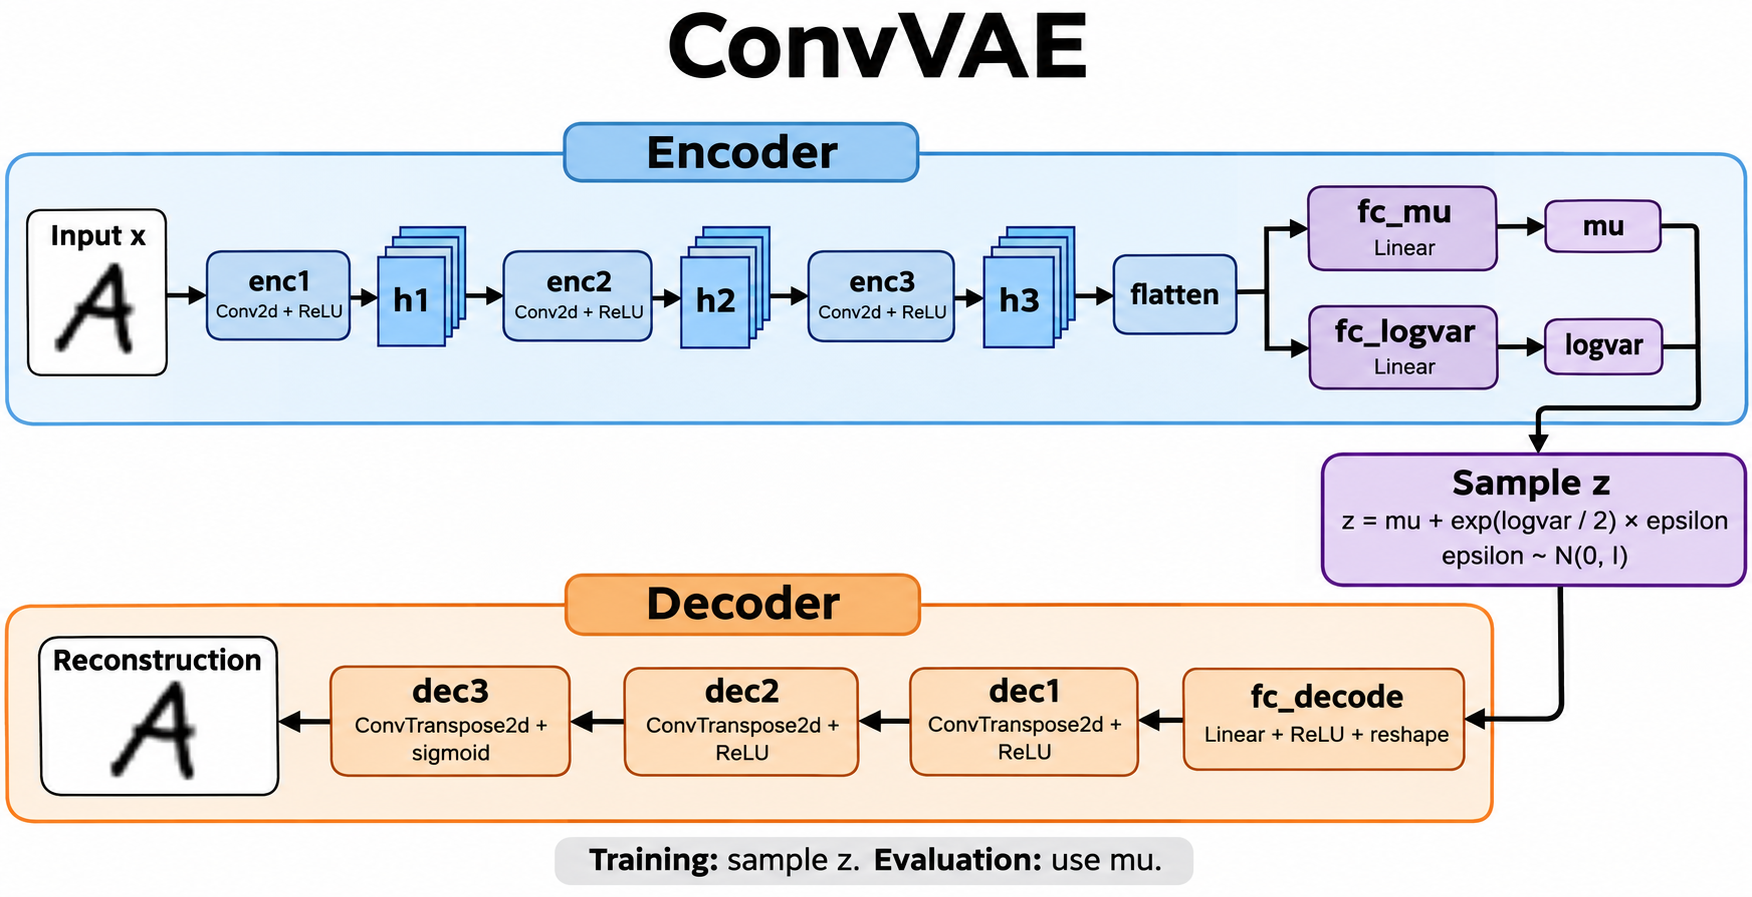 ConvVAE
Encoder
Input x
A
enc1
Conv2d + ReLU
h1
enc2
Conv2d + ReLU
h2
enc3
Conv2d + ReLU
h3
flatten
fc_mu
Linear
mu
fc_logvar
Linear
logvar
Sample z
z = mu + exp(logvar / 2) × epsilon
epsilon ~ N(0, I)
Decoder
Reconstruction
A
dec3
ConvTranspose2d +
sigmoid
dec2
ConvTranspose2d +
ReLU
dec1
ConvTranspose2d +
ReLU
fc_decode
Linear + ReLU + reshape
Training: sample z. Evaluation: use mu.